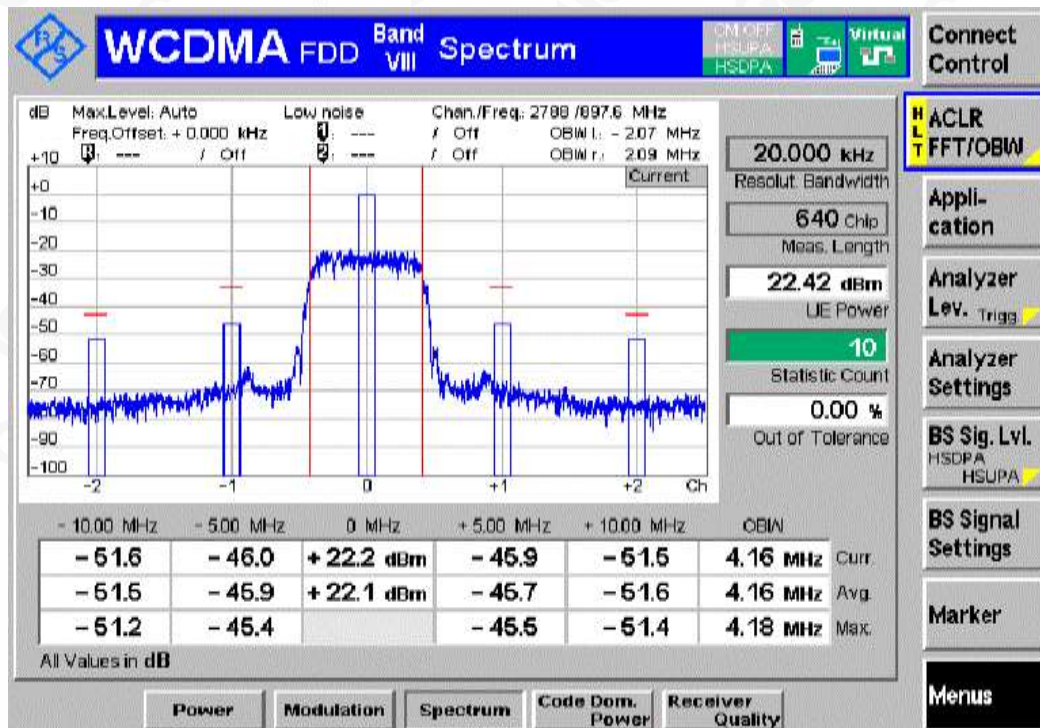 R&S
WCDMA FDD Band VIII Spectrum
CM OFF
HSUPA
HSDPA
Virtual
Connect Control
dB Max.Level: Auto Low noise Chan./Freq.: 2788 /897.6 MHz
Freq.Offset: + 0.000 kHz 1: --- / Off OBW l.: - 2.07 MHz
+10 R: --- / Off 2: --- / Off OBW r.: 2.09 MHz
Current
+0
-10
-20
-30
-40
-50
-60
-70
-80
-90
-100
-2 -1 0 +1 +2 Ch
20.000 kHz
Resolut. Bandwidth
640 Chip
Meas. Length
22.42 dBm
UE Power
10
Statistic Count
0.00 %
Out of Tolerance
- 10.00 MHz - 5.00 MHz 0 MHz + 5.00 MHz + 10.00 MHz OBW
- 51.6 - 46.0 + 22.2 dBm - 45.9 - 51.5 4.16 MHz Curr.
- 51.5 - 45.9 + 22.1 dBm - 45.7 - 51.6 4.16 MHz Avg.
- 51.2 - 45.4 - 45.5 - 51.4 4.18 MHz Max.
All Values in dB
HLT
ACLR
FFT/OBW
Appli-
cation
Analyzer
Lev. Trigg.
Analyzer
Settings
BS Sig. Lvl.
HSDPA
HSUPA
BS Signal
Settings
Marker
Menus
Power
Modulation
Spectrum
Code Dom.
Power
Receiver
Quality